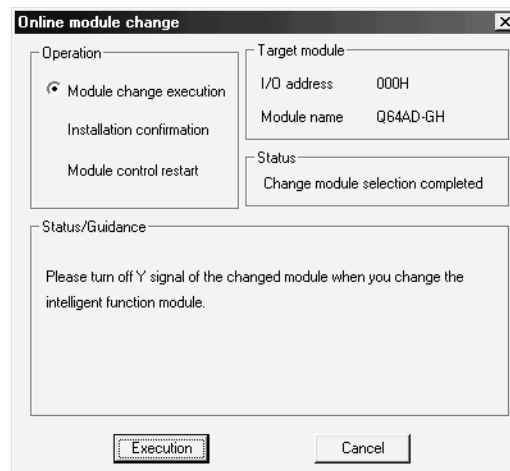 Online module change
Operation
Module change execution
Installation confirmation
Module control restart
Target module
I/O address 000H
Module name Q64AD-GH
Status
Change module selection completed
Status/Guidance
Please turn off Y signal of the changed module when you change the
intelligent function module.
Execution Cancel